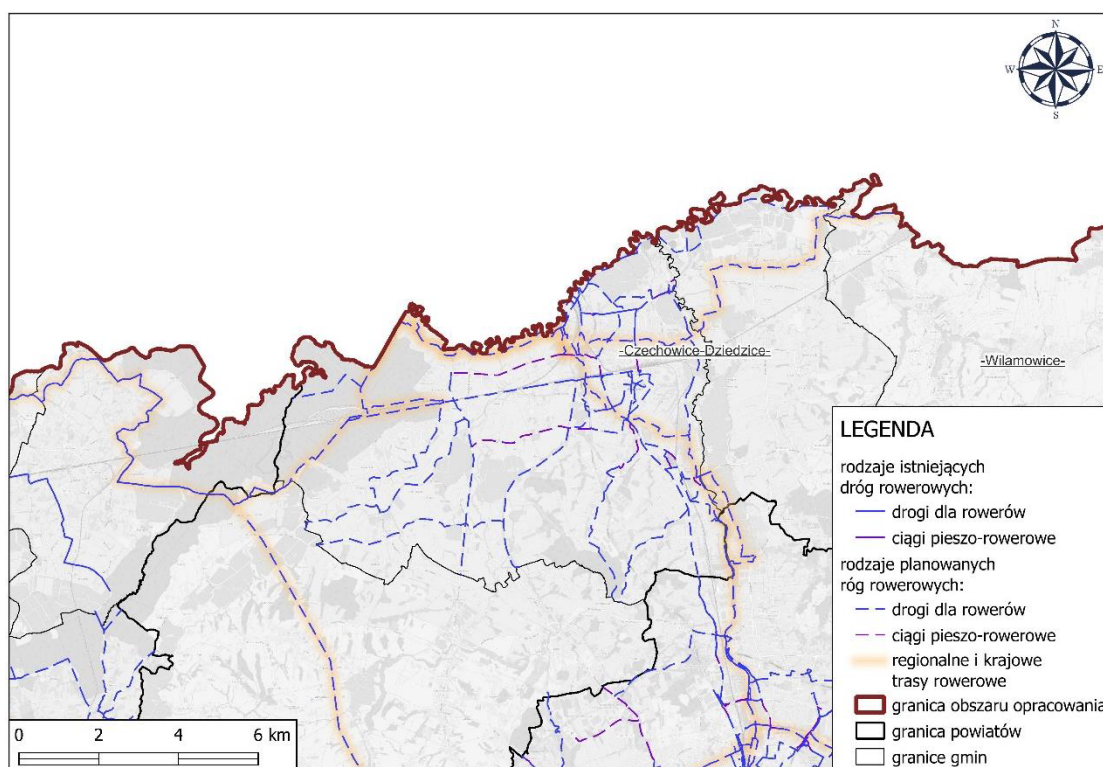 N
W E
S
-Czechowice-Dziedzice-
-Wilamowice-
LEGENDA
rodzaje istniejących
dróg rowerowych:
drogi dla rowerów
ciągi pieszo-rowerowe
rodzaje planowanych
róg rowerowych:
drogi dla rowerów
ciągi pieszo-rowerowe
regionalne i krajowe
trasy rowerowe
granica obszaru opracowania
granica powiatów
granice gmin
0 2 4 6 km